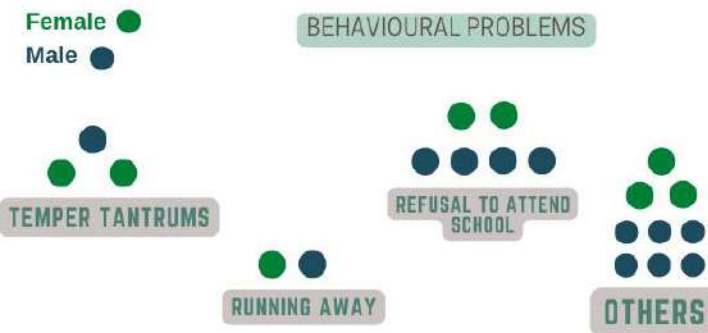 Female
Male
BEHAVIOURAL PROBLEMS
TEMPER TANTRUMS
REFUSAL TO ATTEND
SCHOOL
RUNNING AWAY
OTHERS